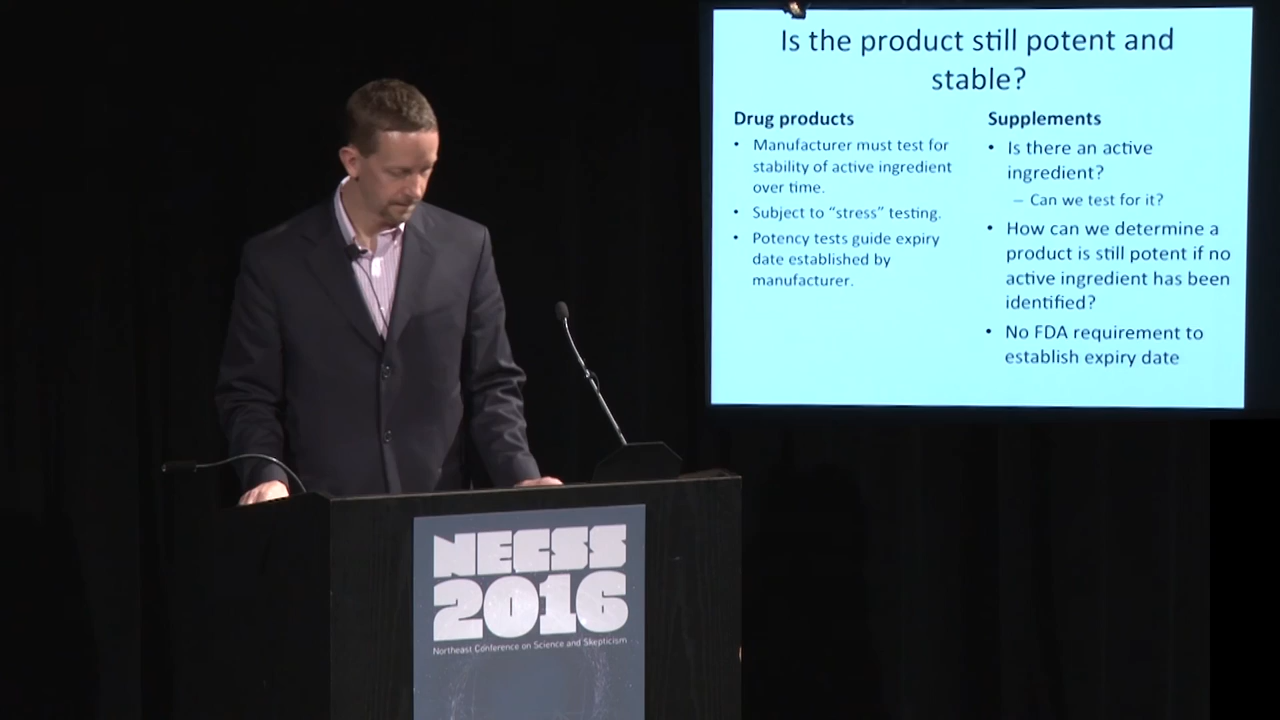 Is the product still potent and
stable?
Drug products
• Manufacturer must test for
stability of active ingredient
over time.
• Subject to “stress” testing.
• Potency tests guide expiry
date established by
manufacturer.
Supplements
• Is there an active
ingredient?
– Can we test for it?
• How can we determine a
product is still potent if no
active ingredient has been
identified?
• No FDA requirement to
establish expiry date
NECSS
2016
Northeast Conference on Science and Skepticism